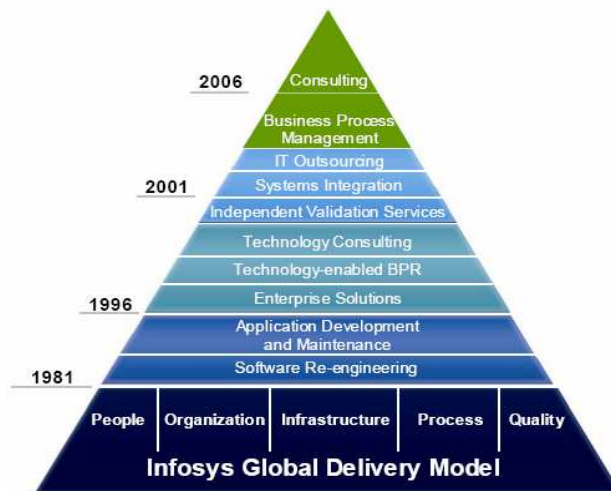 2006
Consulting
Business Process
Management
IT Outsourcing
2001
Systems Integration
Independent Validation Services
Technology Consulting
Technology-enabled BPR
Enterprise Solutions
1996
Application Development
and Maintenance
Software Re-engineering
1981
People Organization Infrastructure Process Quality
Infosys Global Delivery Model